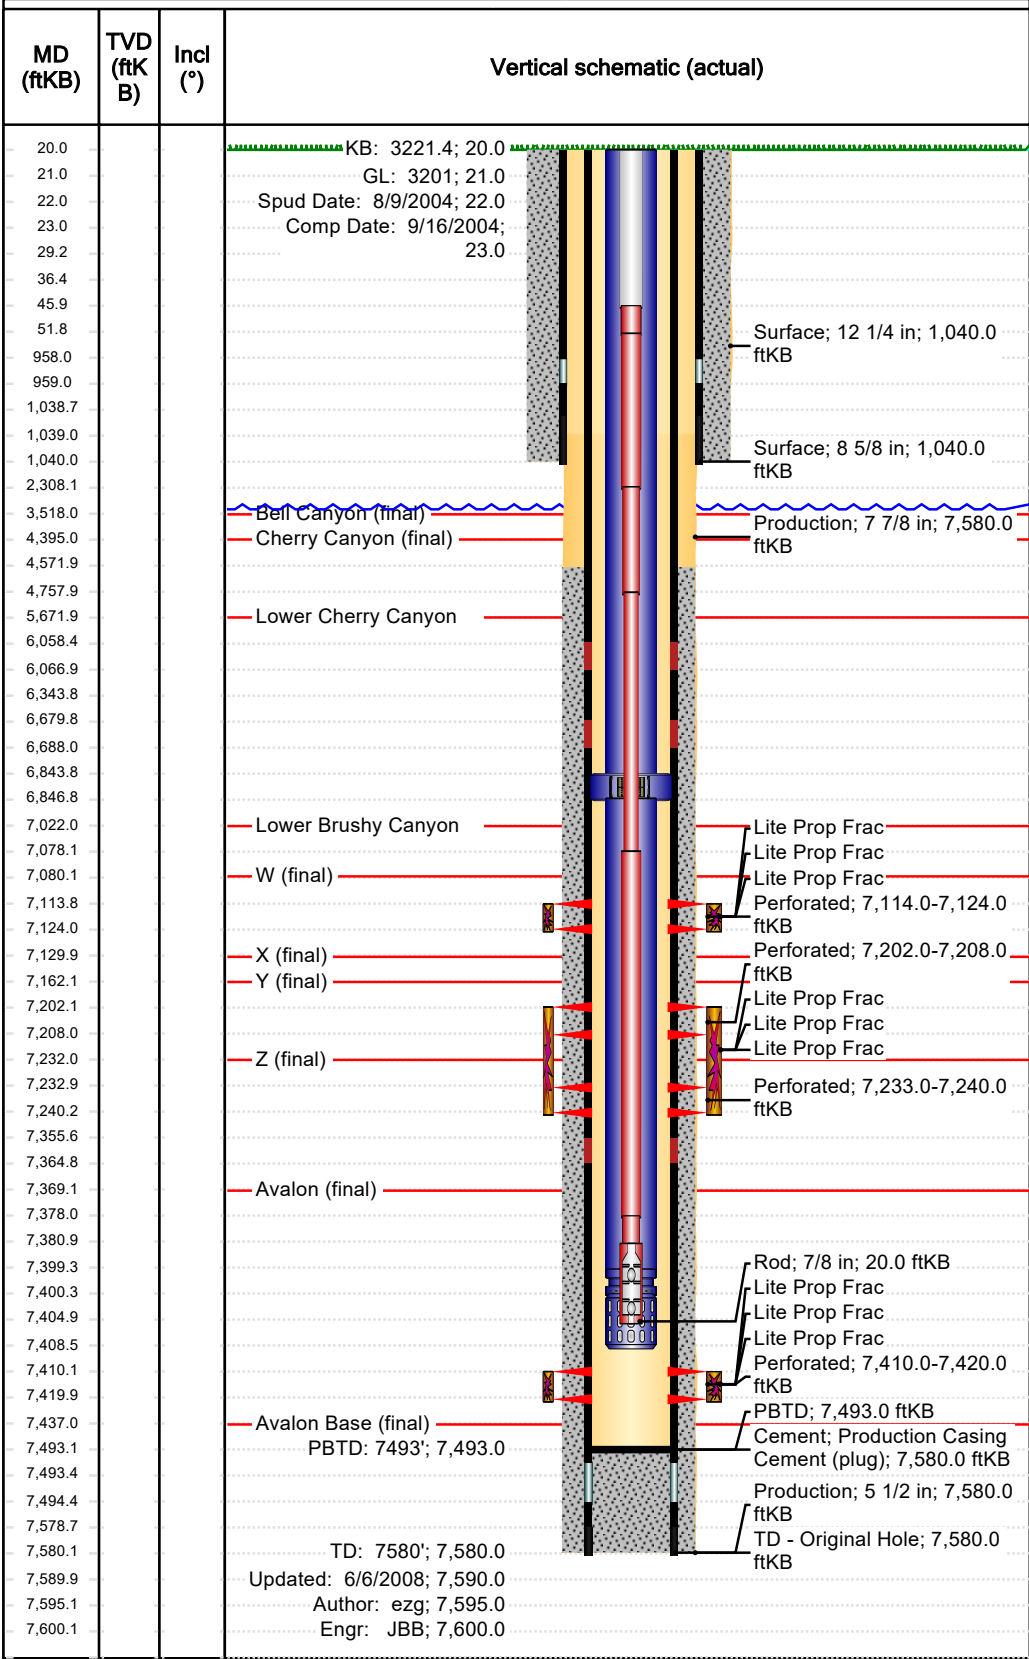 MD
(ftKB)
TVD
(ftK
B)
Incl
(°)
Vertical schematic (actual)
20.0
21.0
22.0
23.0
29.2
36.4
45.9
51.8
958.0
959.0
1,038.7
1,039.0
1,040.0
2,308.1
3,518.0
4,395.0
4,571.9
4,757.9
5,671.9
6,058.4
6,066.9
6,343.8
6,679.8
6,688.0
6,843.8
6,846.8
7,022.0
7,078.1
7,080.1
7,113.8
7,124.0
7,129.9
7,162.1
7,202.1
7,208.0
7,232.0
7,232.9
7,240.2
7,355.6
7,364.8
7,369.1
7,378.0
7,380.9
7,399.3
7,400.3
7,404.9
7,408.5
7,410.1
7,419.9
7,437.0
7,493.1
7,493.4
7,494.4
7,578.7
7,580.1
7,589.9
7,595.1
7,600.1
KB: 3221.4; 20.0
GL: 3201; 21.0
Spud Date: 8/9/2004; 22.0
Comp Date: 9/16/2004;
23.0
Bell Canyon (final)
Cherry Canyon (final)
Lower Cherry Canyon
Lower Brushy Canyon
W (final)
X (final)
Y (final)
Z (final)
Avalon (final)
Avalon Base (final)
PBTD: 7493'; 7,493.0
TD: 7580'; 7,580.0
Updated: 6/6/2008; 7,590.0
Author: ezg; 7,595.0
Engr: JBB; 7,600.0
Surface; 12 1/4 in; 1,040.0
ftKB
Surface; 8 5/8 in; 1,040.0
ftKB
Production; 7 7/8 in; 7,580.0
ftKB
Lite Prop Frac
Lite Prop Frac
Lite Prop Frac
Perforated; 7,114.0-7,124.0
ftKB
Perforated; 7,202.0-7,208.0
ftKB
Lite Prop Frac
Lite Prop Frac
Lite Prop Frac
Perforated; 7,233.0-7,240.0
ftKB
Rod; 7/8 in; 20.0 ftKB
Lite Prop Frac
Lite Prop Frac
Lite Prop Frac
Perforated; 7,410.0-7,420.0
ftKB
PBTD; 7,493.0 ftKB
Cement; Production Casing
Cement (plug); 7,580.0 ftKB
Production; 5 1/2 in; 7,580.0
ftKB
TD - Original Hole; 7,580.0
ftKB